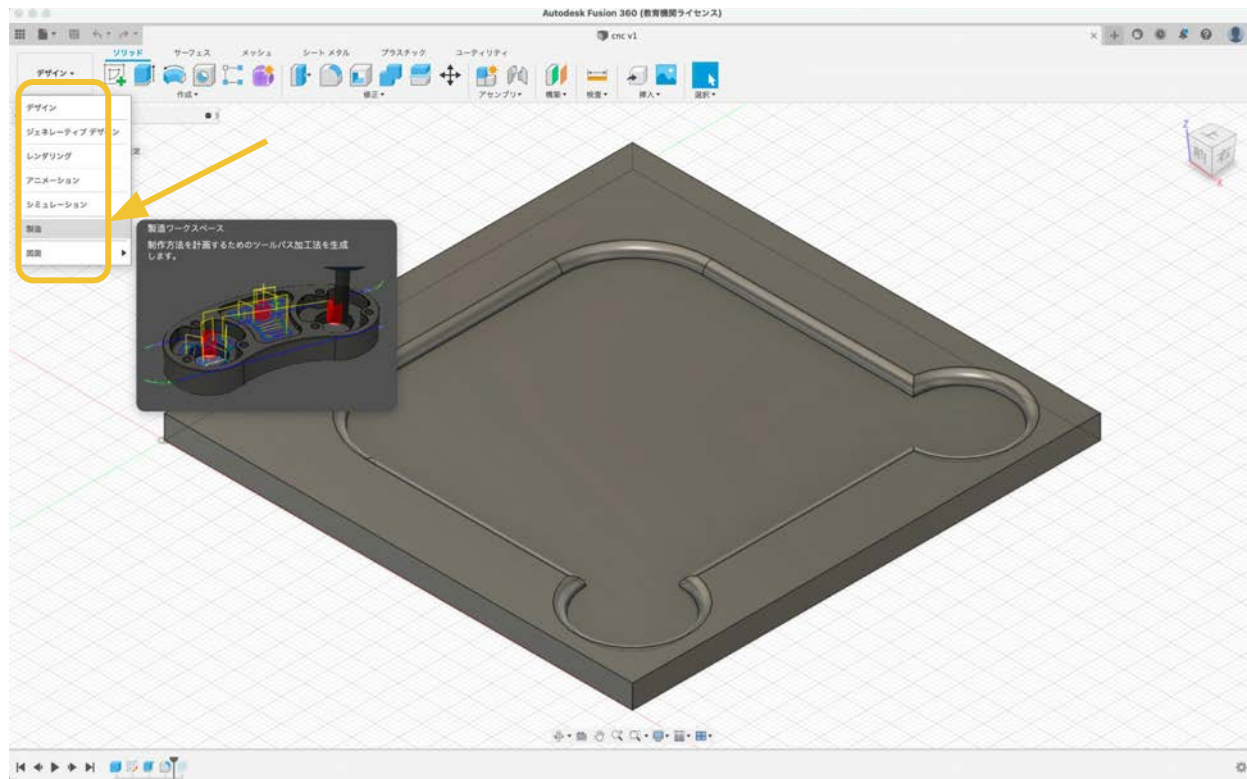 Autodesk Fusion 360 (教育機関ライセンス)
cnc v1
ソリッド サーフェス メッシュ シート メタル プラスチック ユーティリティ
デザイン
作成 修正 アセンブリ 構築 検査 挿入 選択
デザイン
ジェネレーティブ デザイン
レンダリング
定
アニメーション
シミュレーション
製造
図面
製造ワークスペース
制作方法を計画するためのツールパス加工法を生成
します。
Z
上
前
右
X